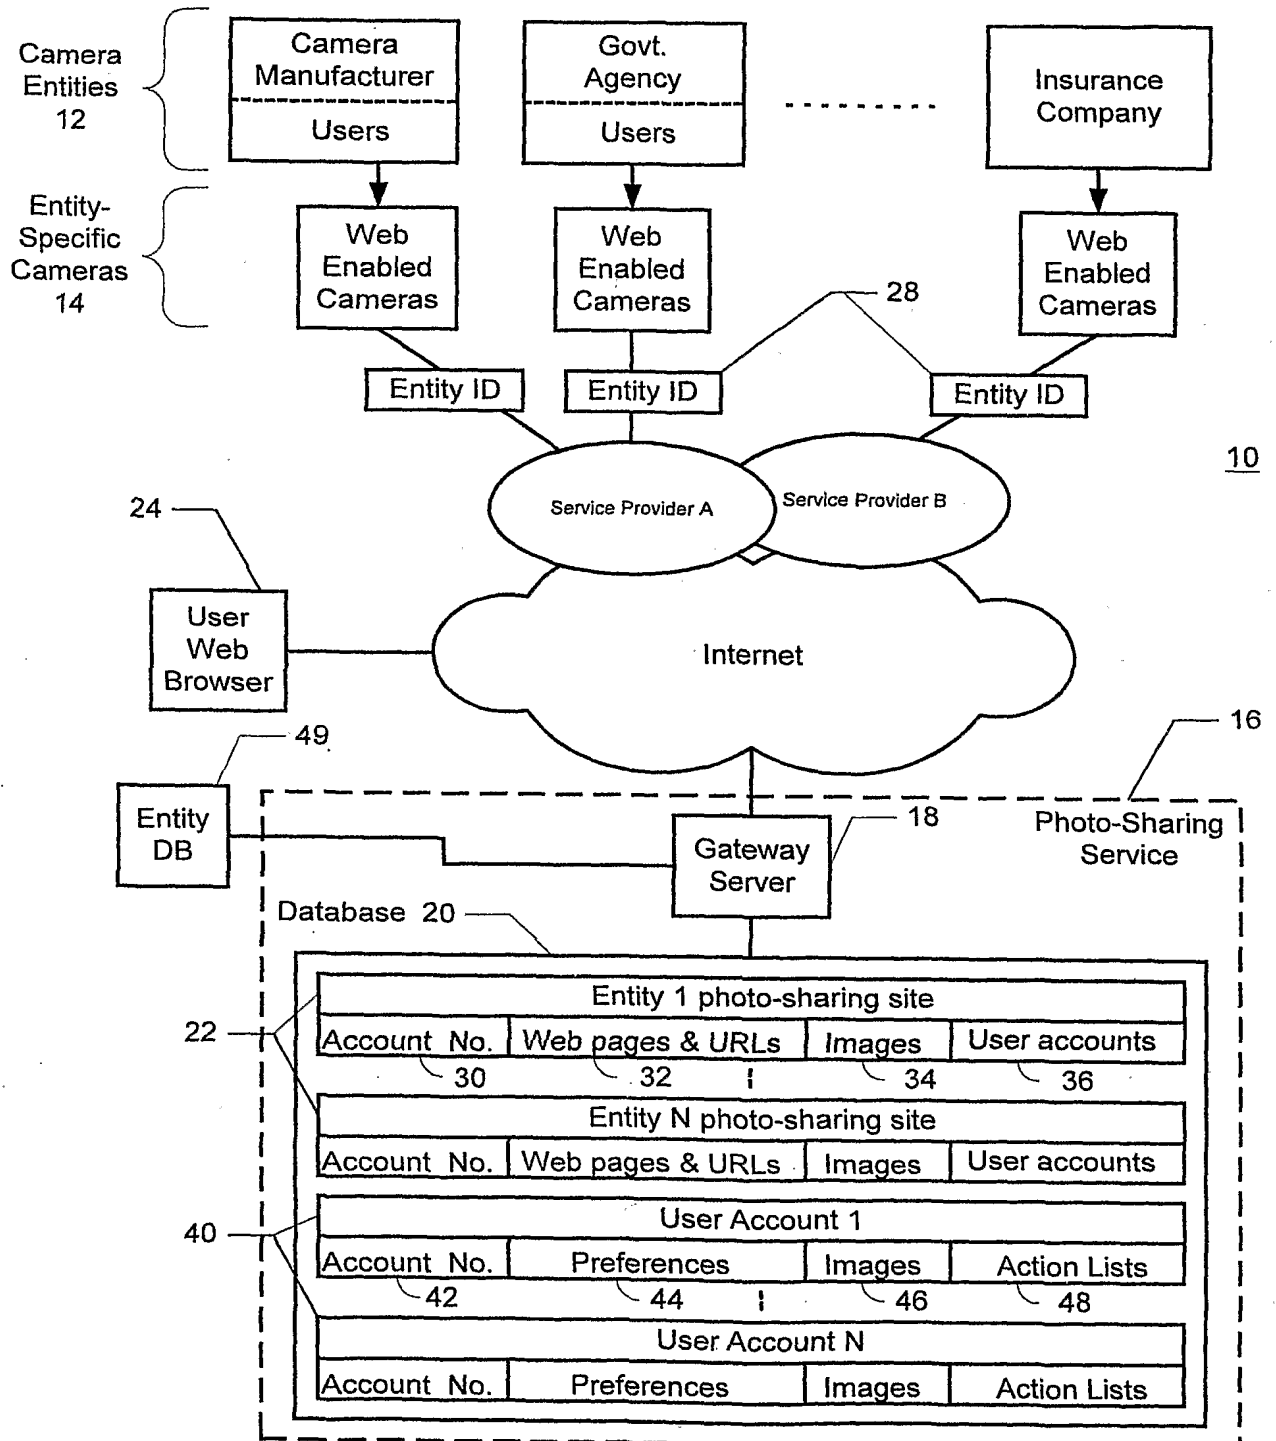 Camera
Entities
12
Camera
Manufacturer
Users
Govt.
Agency
Users
Insurance
Company
Entity-
Specific
Cameras
14
Web
Enabled
Cameras
Web
Enabled
Cameras
Web
Enabled
Cameras
28
Entity ID
Entity ID
Entity ID
10
Service Provider A
Service Provider B
24
User
Web
Browser
Internet
49
16
Entity
DB
18
Photo-Sharing
Service
Gateway
Server
Database 20
Entity 1 photo-sharing site
22
Account No.
Web pages & URLs
Images
User accounts
30
32
34
36
Entity N photo-sharing site
Account No.
Web pages & URLs
Images
User accounts
40
User Account 1
Account No.
Preferences
Images
Action Lists
42
44
46
48
User Account N
Account No.
Preferences
Images
Action Lists